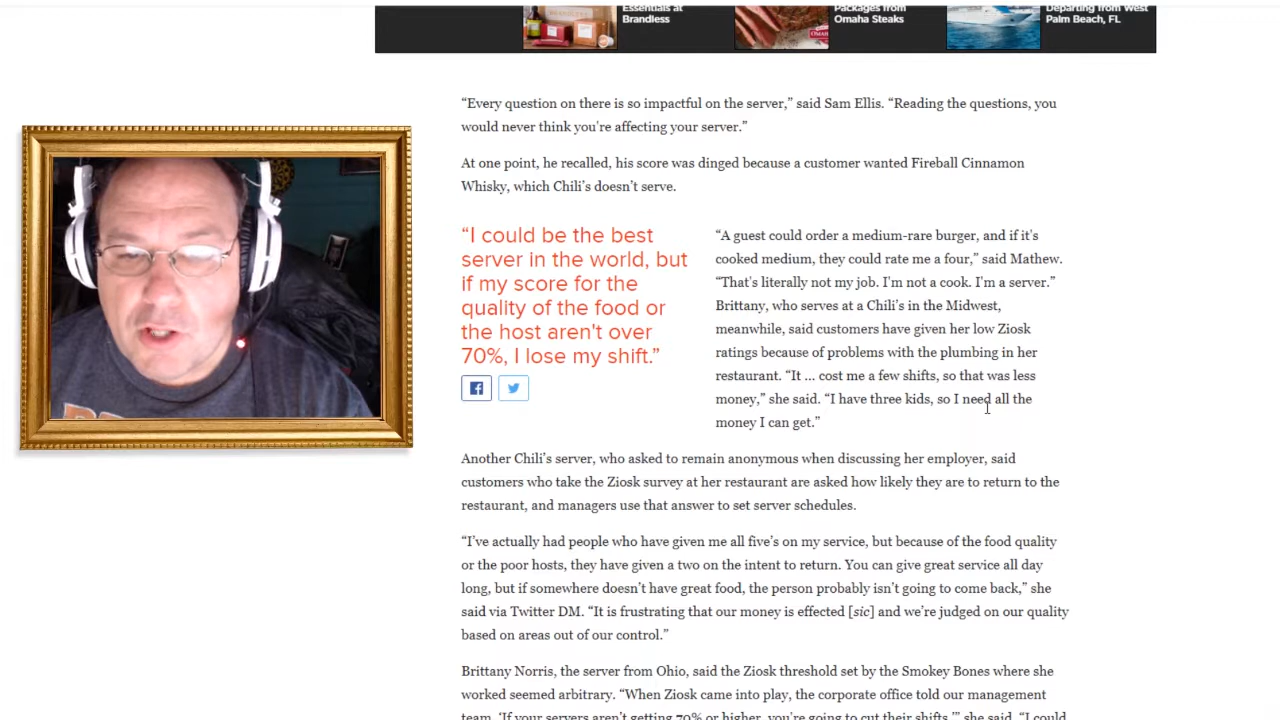 Essentials at
Brandless
Packages from
Omaha Steaks
Departing from West
Palm Beach, FL
“Every question on there is so impactful on the server,” said Sam Ellis. “Reading the questions, you
would never think you're affecting your server.”
At one point, he recalled, his score was dinged because a customer wanted Fireball Cinnamon
Whisky, which Chili’s doesn’t serve.
“I could be the best
server in the world, but
if my score for the
quality of the food or
the host aren't over
70%, I lose my shift.”
“A guest could order a medium-rare burger, and if it's
cooked medium, they could rate me a four,” said Mathew.
“That's literally not my job. I'm not a cook. I'm a server.”
Brittany, who serves at a Chili’s in the Midwest,
meanwhile, said customers have given her low Ziosk
ratings because of problems with the plumbing in her
restaurant. “It ... cost me a few shifts, so that was less
money,” she said. “I have three kids, so I need all the
money I can get.”
Another Chili’s server, who asked to remain anonymous when discussing her employer, said
customers who take the Ziosk survey at her restaurant are asked how likely they are to return to the
restaurant, and managers use that answer to set server schedules.
“I’ve actually had people who have given me all five’s on my service, but because of the food quality
or the poor hosts, they have given a two on the intent to return. You can give great service all day
long, but if somewhere doesn’t have great food, the person probably isn’t going to come back,” she
said via Twitter DM. “It is frustrating that our money is effected [sic] and we’re judged on our quality
based on areas out of our control.”
Brittany Norris, the server from Ohio, said the Ziosk threshold set by the Smokey Bones where she
worked seemed arbitrary. “When Ziosk came into play, the corporate office told our management
team, ‘If your servers aren’t getting 70% or higher, you’re going to cut their shifts,’” she said. “I could